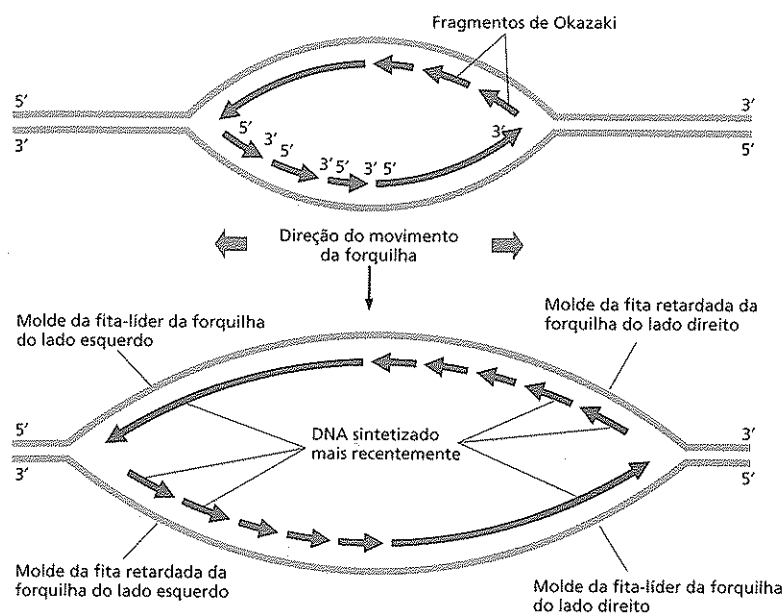 Fragmentos de Okazaki
5′
3′
3′
5′
5′
3′
5′
3′ 5′
3′ 5′
3′
Direção do movimento
da forquilha
Molde da fita-líder da forquilha
do lado esquerdo
Molde da fita retardada da
forquilha do lado direito
5′
3′
DNA sintetizado
mais recentemente
3′
5′
Molde da fita retardada da
forquilha do lado esquerdo
Molde da fita-líder da forquilha
do lado direito